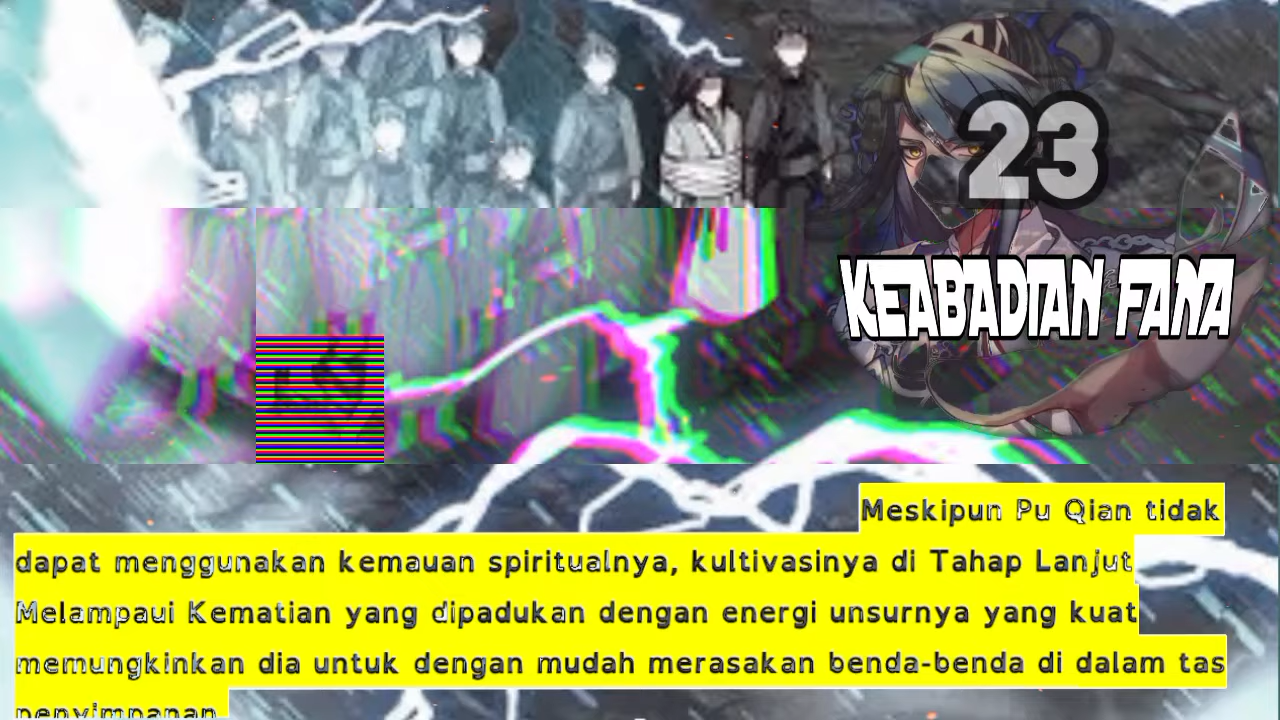 23
KEABADIAN FANA
Meskipun Pu Qian tidak
dapat menggunakan kemauan spiritualnya, kultivasinya di Tahap Lanjut
Melampaui Kematian yang dipadukan dengan energi unsurnya yang kuat
memungkinkan dia untuk dengan mudah merasakan benda-benda di dalam tas
penyimpanan.